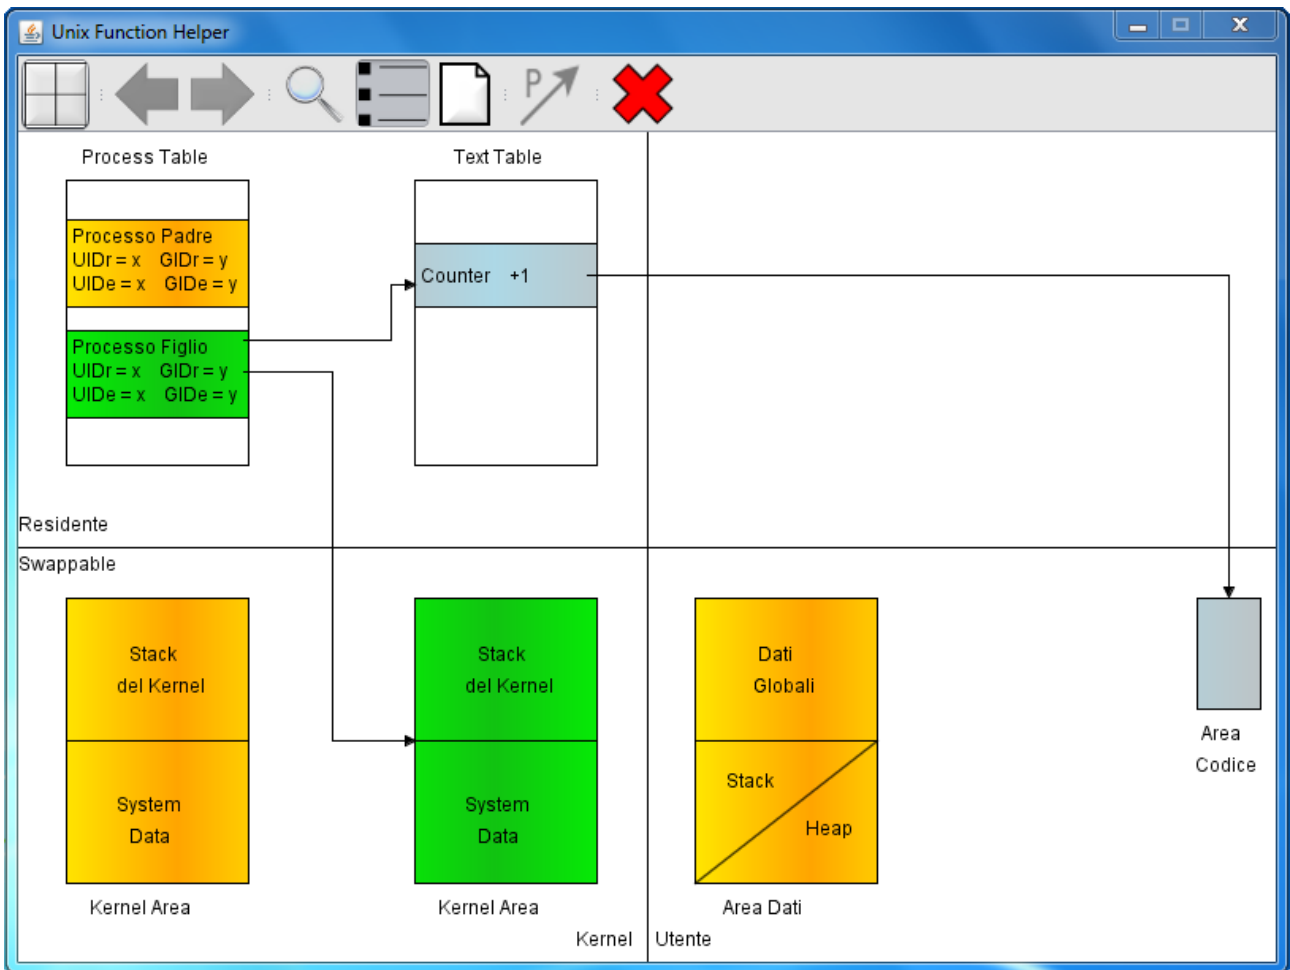 Unix Function Helper
P
Process Table
Text Table
Processo Padre
UIDr = x GIDr = y
UIDe = x GIDe = y
Counter +1
Processo Figlio
UIDr = x GIDr = y
UIDe = x GIDe = y
Residente
Swappable
Stack
del Kernel
System
Data
Kernel Area
Stack
del Kernel
System
Data
Kernel Area
Dati
Globali
Stack
Heap
Area Dati
Area
Codice
Kernel
Utente